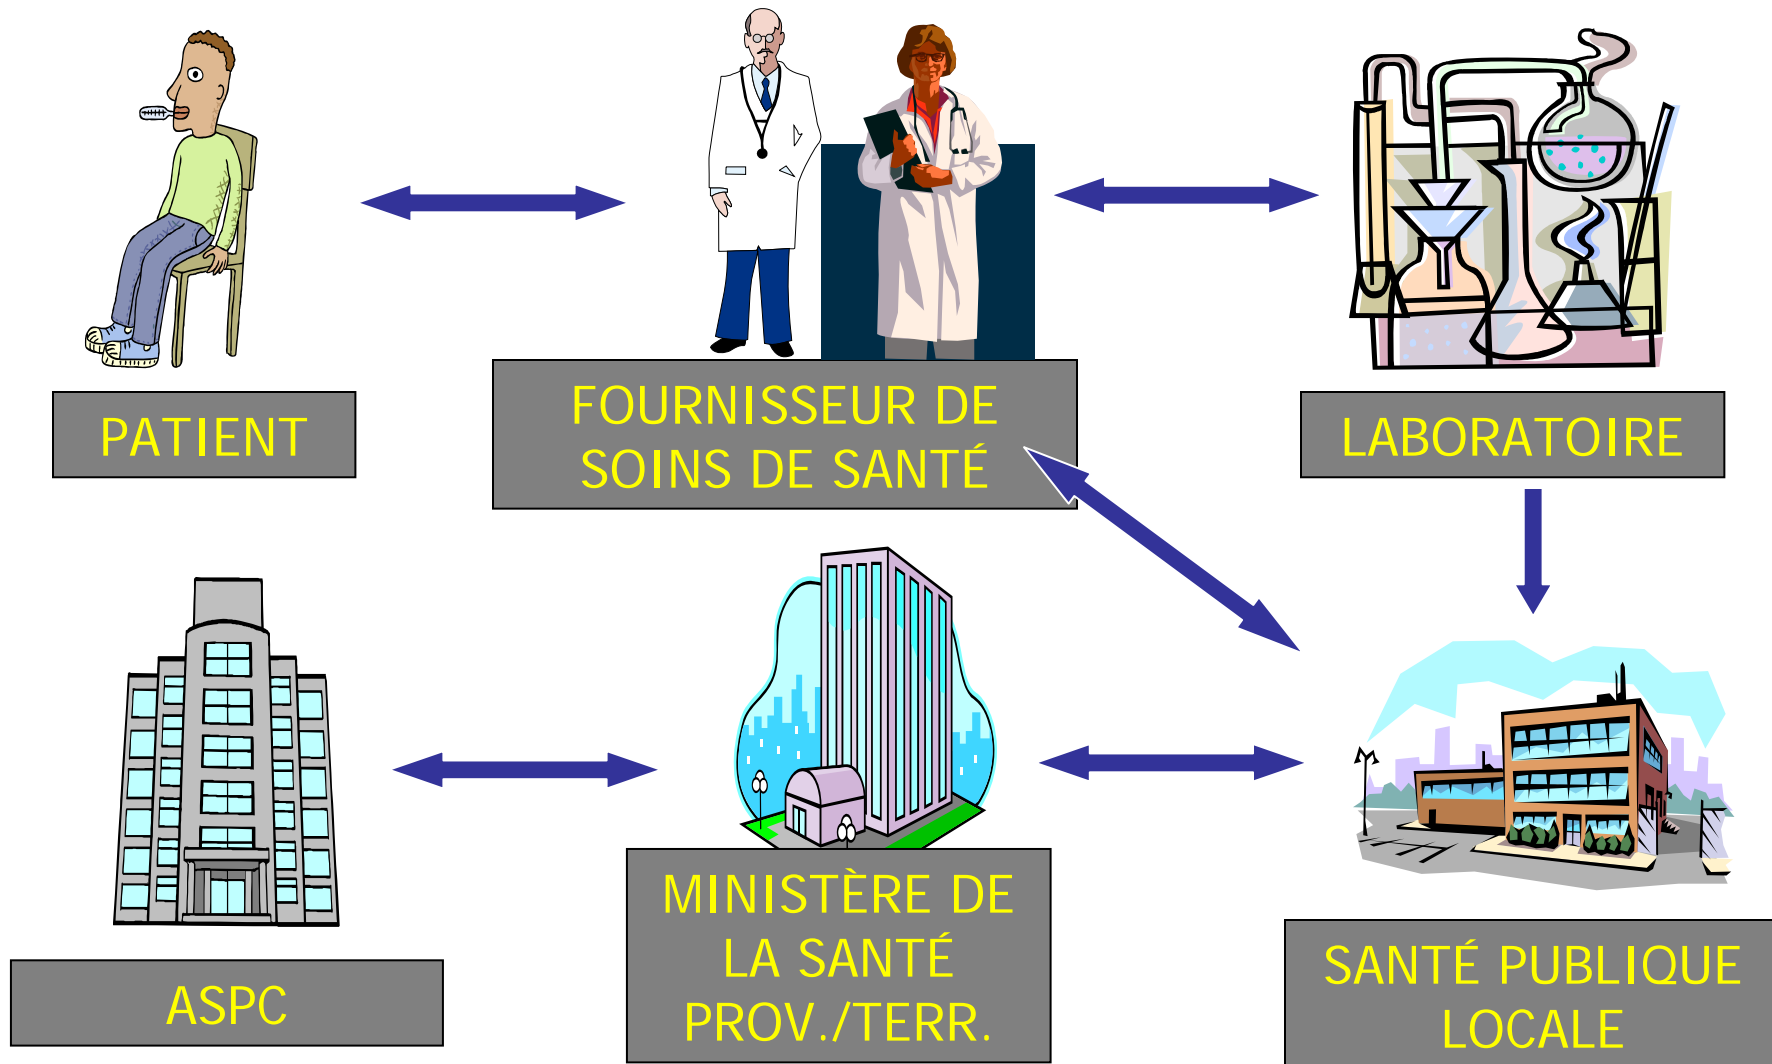 PATIENT
FOURNISSEUR DE
SOINS DE SANTÉ
LABORATOIRE
ASPC
MINISTÈRE DE
LA SANTÉ
PROV./TERR.
SANTÉ PUBLIQUE
LOCALE